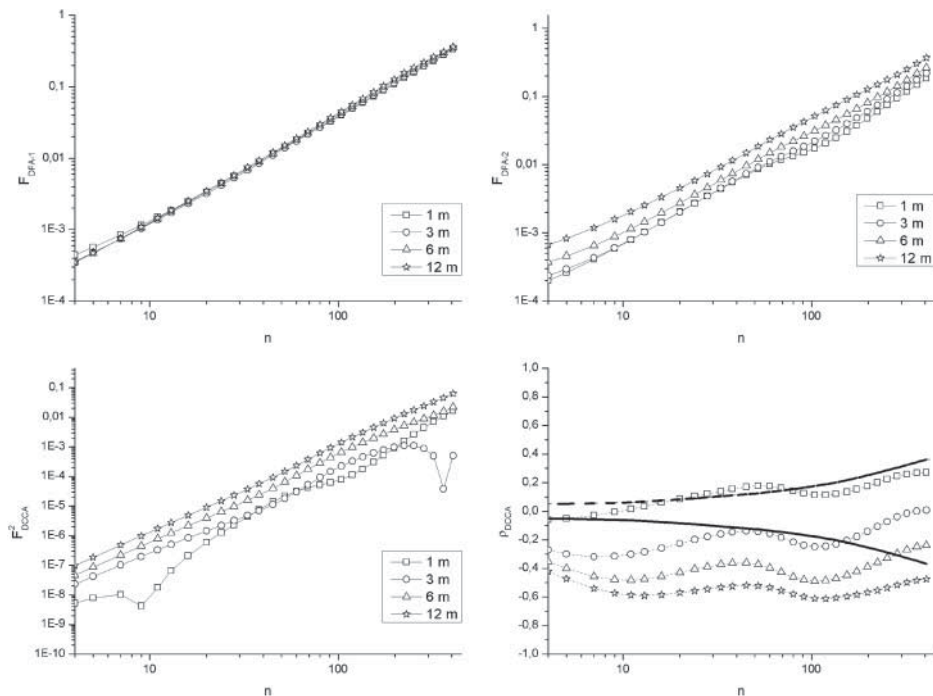 1
0,1
0,01
1E-3
1E-4
F_DFA-1
10
100
n
1 m
3 m
6 m
12 m
1
0,1
0,01
1E-3
1E-4
F_DFA-2
10
100
n
1 m
3 m
6 m
12 m
0,1
0,01
1E-3
1E-4
1E-5
1E-6
1E-7
1E-8
1E-9
1E-10
F²_DCCA
10
100
n
1 m
3 m
6 m
12 m
1,0
0,8
0,6
0,4
0,2
0,0
-0,2
-0,4
-0,6
-0,8
-1,0
ρ_DCCA
10
100
n
1 m
3 m
6 m
12 m